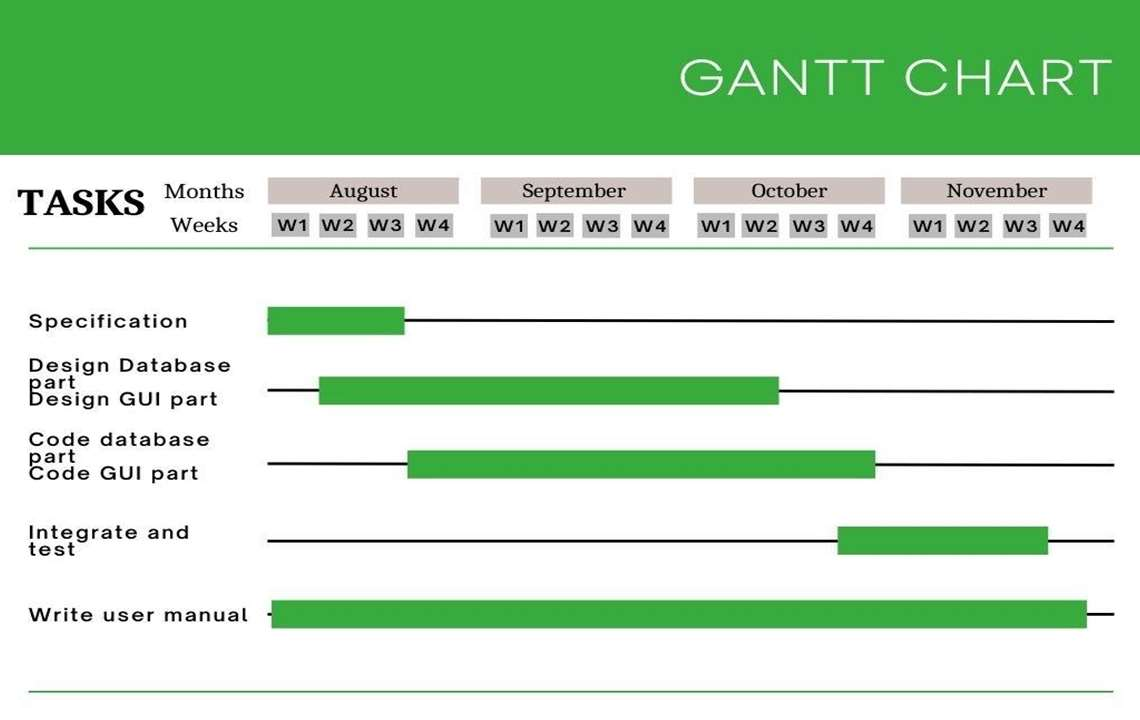 GANTT CHART
TASKS
Months August September October November
Weeks W1 W2 W3 W4 W1 W2 W3 W4 W1 W2 W3 W4 W1 W2 W3 W4
Specification
Design Database
part
Design GUI part
Code database
part
Code GUI part
Integrate and
test
Write user manual